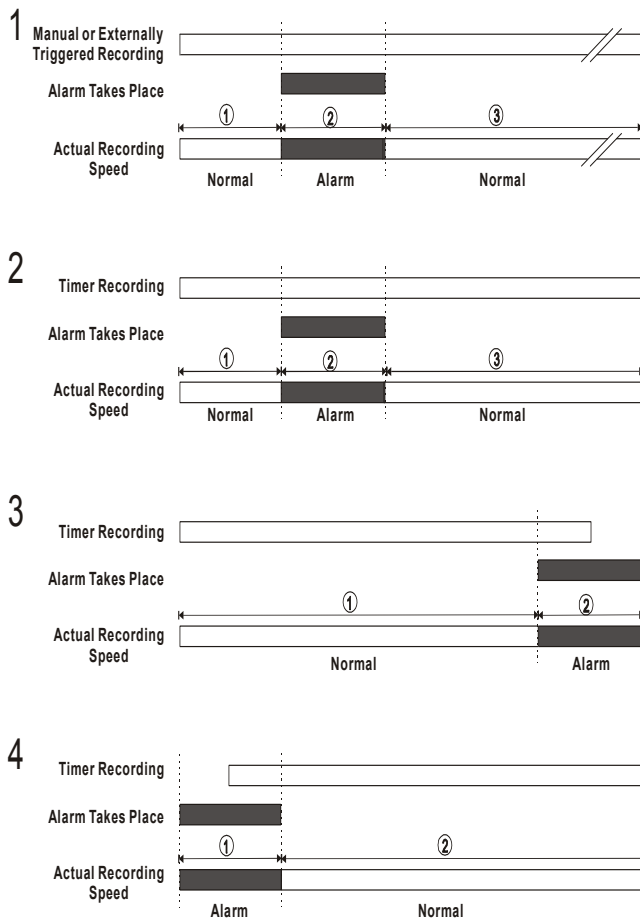 1
Manual or Externally
Triggered Recording
Alarm Takes Place
① ② ③
Actual Recording
Speed
Normal Alarm Normal
2
Timer Recording
Alarm Takes Place
① ② ③
Actual Recording
Speed
Normal Alarm Normal
3
Timer Recording
Alarm Takes Place
① ②
Actual Recording
Speed
Normal Alarm
4
Timer Recording
Alarm Takes Place
① ②
Actual Recording
Speed
Alarm Normal